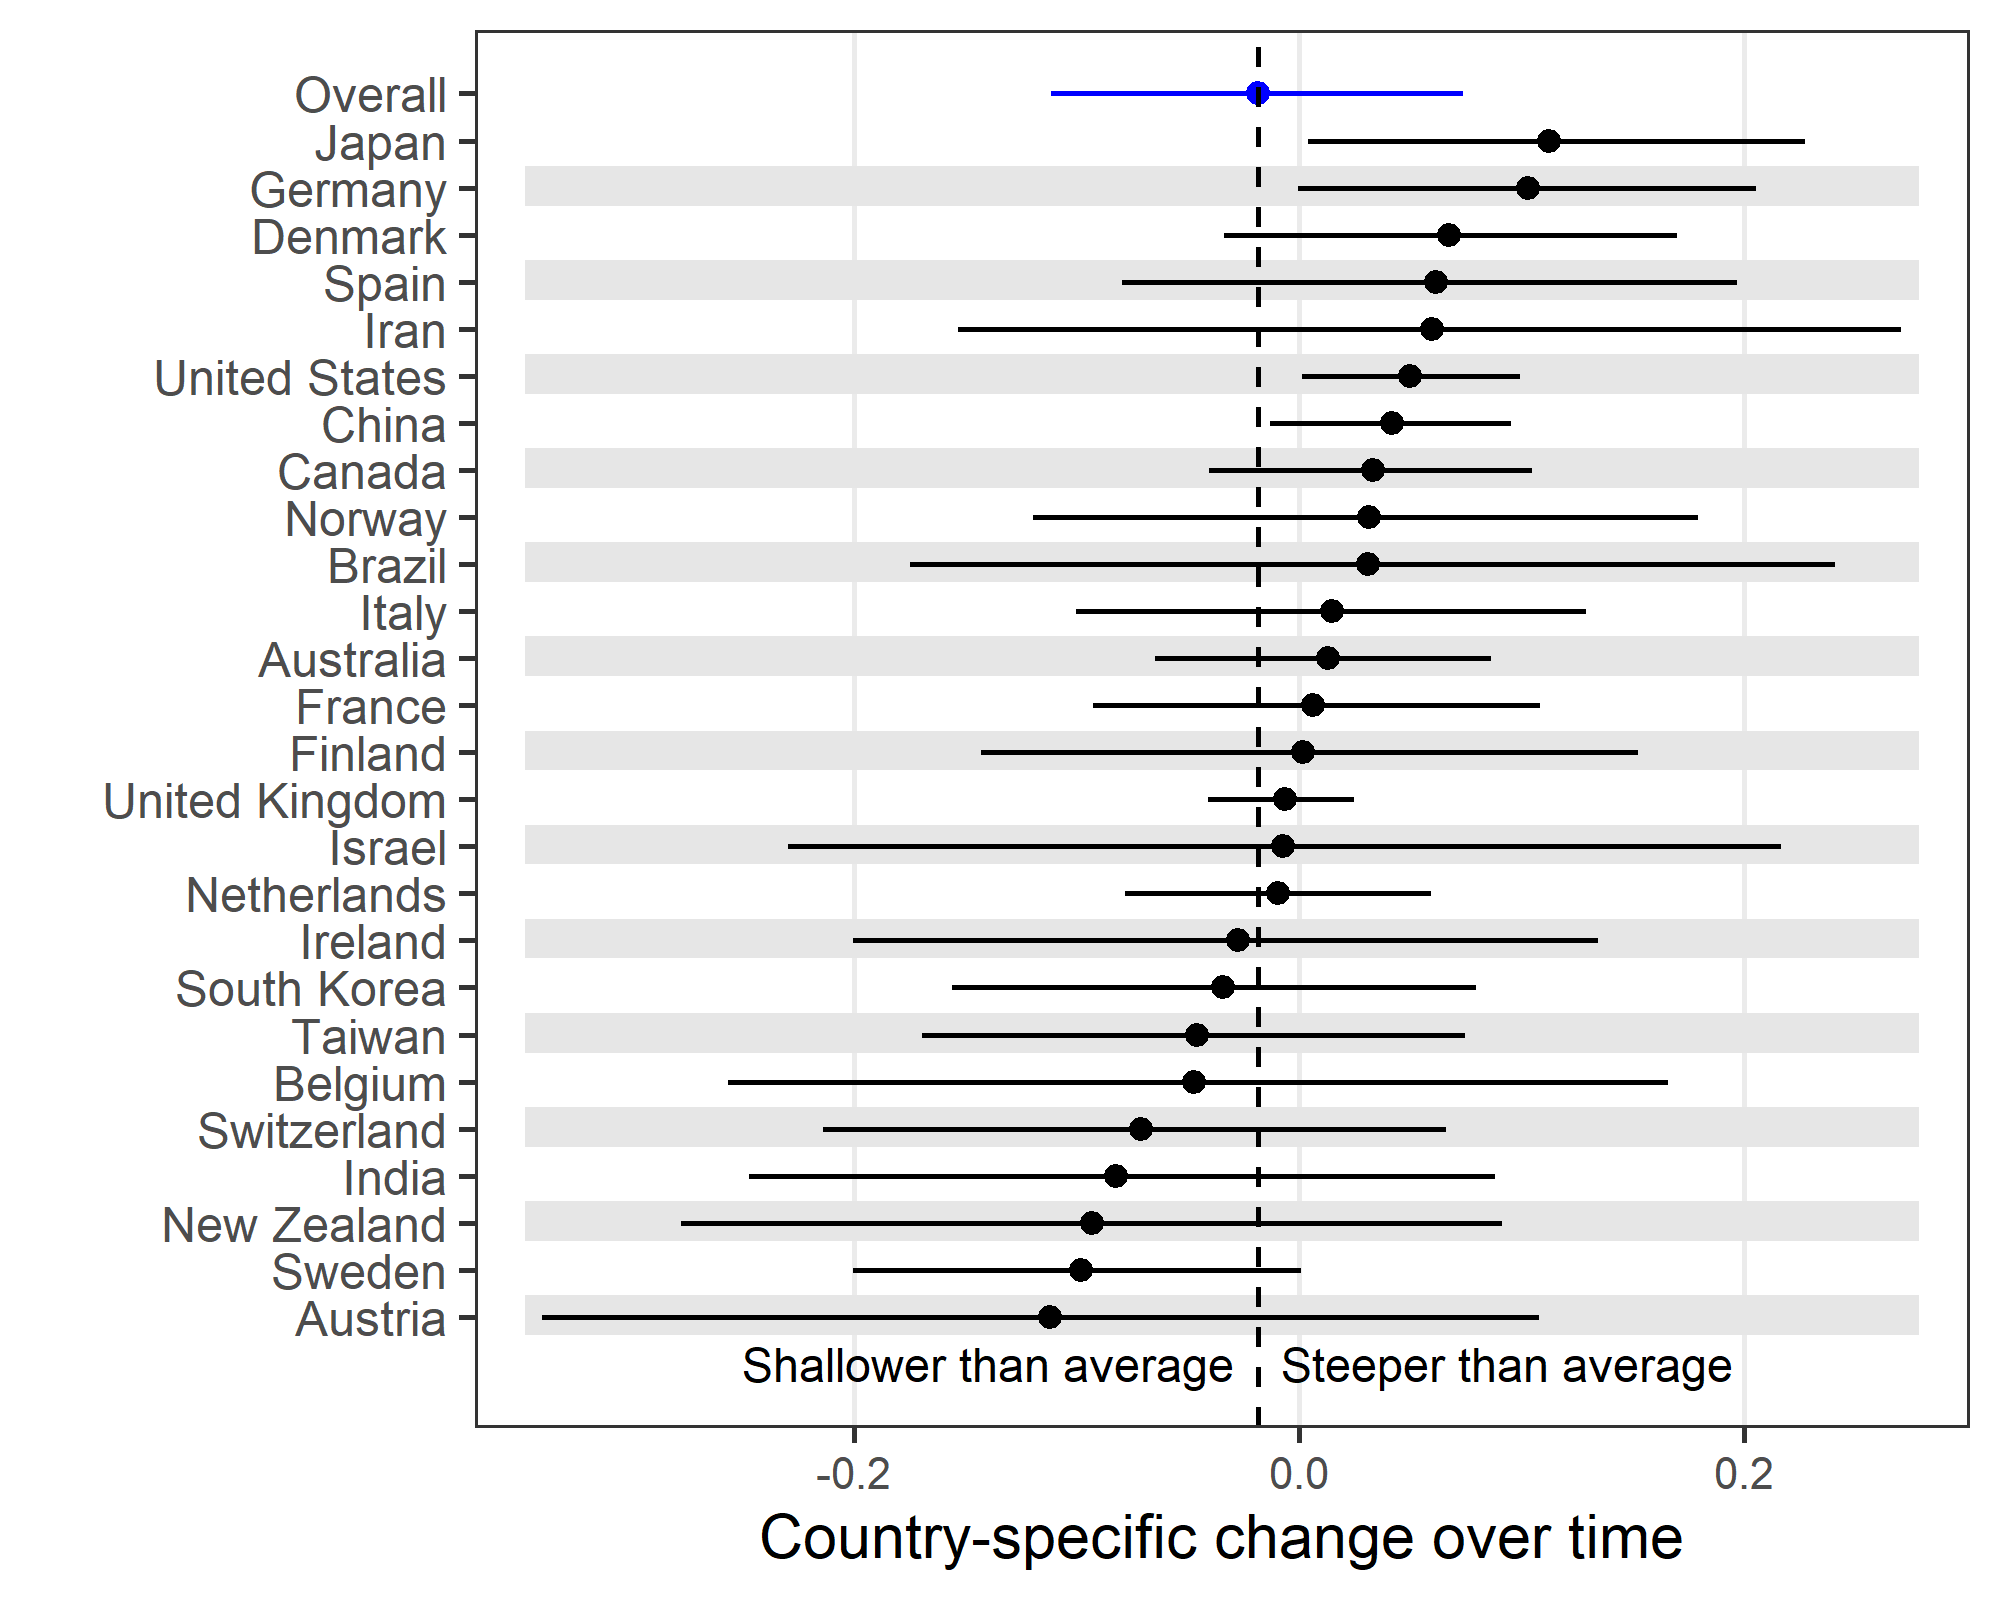 Overall
Japan
Germany
Denmark
Spain
Iran
United States
China
Canada
Norway
Brazil
Italy
Australia
France
Finland
United Kingdom
Israel
Netherlands
Ireland
South Korea
Taiwan
Belgium
Switzerland
India
New Zealand
Sweden
Austria
Shallower than average Steeper than average
-0.2 0.0 0.2
Country-specific change over time